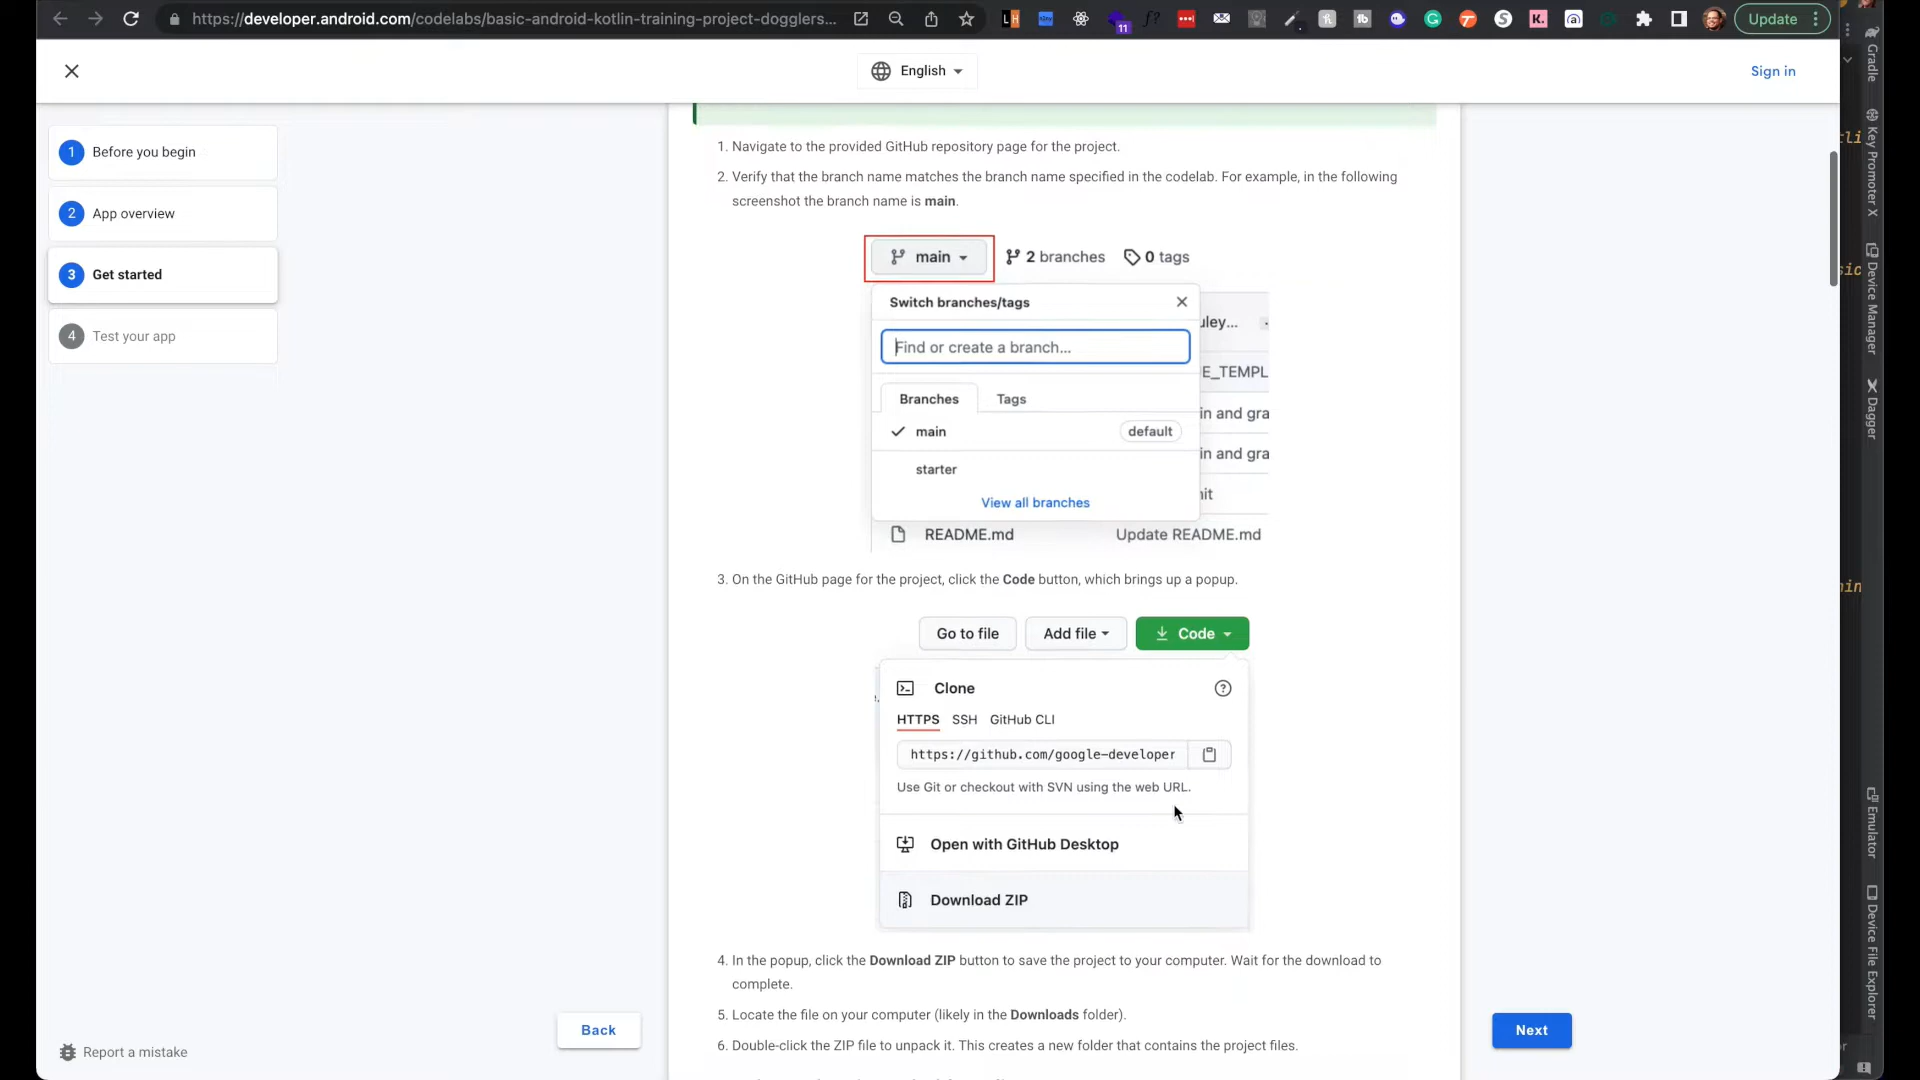 https://developer.android.com/codelabs/basic-android-kotlin-training-project-dogglers...
11
Update
English
Sign in
1 Before you begin
2 App overview
3 Get started
4 Test your app
1. Navigate to the provided GitHub repository page for the project.
2. Verify that the branch name matches the branch name specified in the codelab. For example, in the following
screenshot the branch name is main.
main 2 branches 0 tags
Switch branches/tags
uley...
Find or create a branch...
E_TEMPL
Branches Tags
in and gra
main default
in and gra
starter
nit
View all branches
README.md Update README.md
3. On the GitHub page for the project, click the Code button, which brings up a popup.
Go to file Add file Code
Clone
HTTPS SSH GitHub CLI
https://github.com/google-developer
Use Git or checkout with SVN using the web URL.
Open with GitHub Desktop
Download ZIP
4. In the popup, click the Download ZIP button to save the project to your computer. Wait for the download to
complete.
5. Locate the file on your computer (likely in the Downloads folder).
6. Double-click the ZIP file to unpack it. This creates a new folder that contains the project files.
Back
Next
Report a mistake
Gradle
Key Promoter X
Device Manager
Dagger
Emulator
Device File Explorer